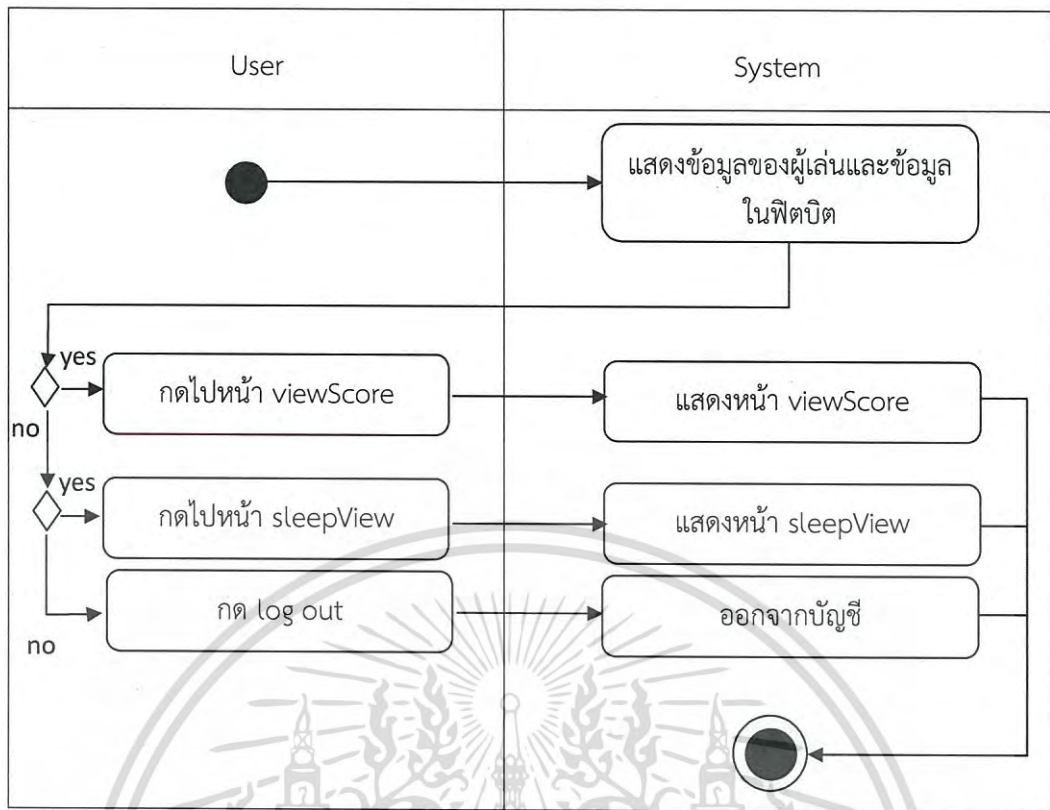 User
System
แสดงข้อมูลของผู้เล่นและข้อมูล
ในฟิตบิต
yes
กดไปหน้า viewScore
แสดงหน้า viewScore
no
yes
กดไปหน้า sleepView
แสดงหน้า sleepView
กด log out
ออกจากบัญชี
no